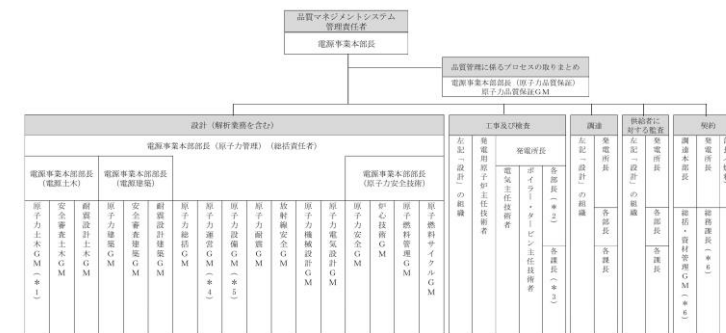 品質マネジメントシステム
管理責任者
電源事業本部長
品質管理に係るプロセスの取りまとめ
電源事業本部部長(原子力品質保証)
原子力品質保証GM
設計(解析業務を含む)
電源事業本部部長(原子力管理)(総括責任者)
電源事業本部部長
(電源土木)
電源事業本部部長
(電源建築)
電源事業本部部長
(原子力安全技術)
原子力土木GM(*1)
安全審査土木GM
耐震設計土木GM
原子力建築GM
安全審査建築GM
耐震設計建築GM
原子力総括GM
原子力運営GM(*4)
原子力設備GM(*5)
原子力耐震GM
放射線安全GM
原子力機械設計GM
原子力電気設計GM
原子力安全GM
炉心技術GM
原子燃料管理GM
原子燃料サイクルGM
工事及び検査
左記「設計」の組織
発電用原子炉主任技術者
発電所長
電気主任技術者
ボイラー・タービン主任技術者
各部長(*2)
各課長(*3)
調達
左記「設計」の組織
発電所長
各部長
各課長
供給者に
対する監査
左記「設計」の組織
発電所長
各部長
各課長
契約
調達本部長
総括・資材管理GM(*6)
発電所長
総務課長(*6)